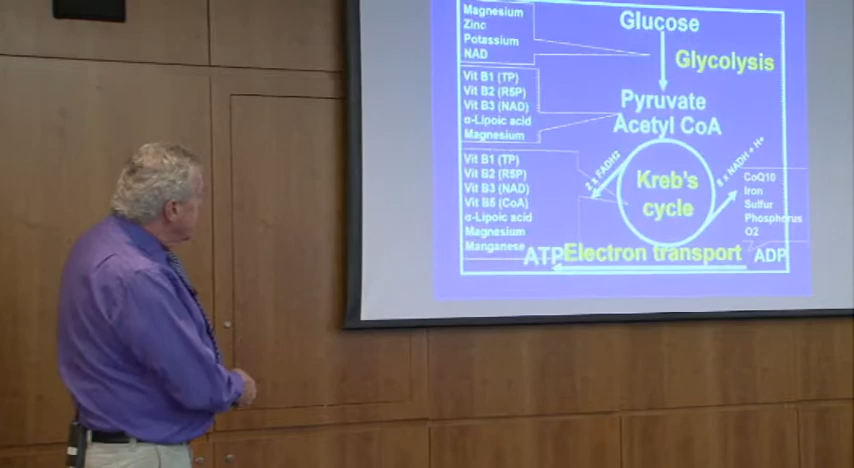 Magnesium
Zinc
Potassium
NAD
Glucose
Glycolysis
Vit B1 (TP)
Vit B2 (R5P)
Vit B3 (NAD)
α-Lipoic acid
Magnesium
Pyruvate
Acetyl CoA
Vit B1 (TP)
Vit B2 (R5P)
Vit B3 (NAD)
Vit B5 (CoA)
α-Lipoic acid
Magnesium
Manganese
2 x FADH2
Kreb's
cycle
8 x NADH + H+
CoQ10
Iron
Sulfur
Phosphorus
O2
ATP
Electron transport
ADP